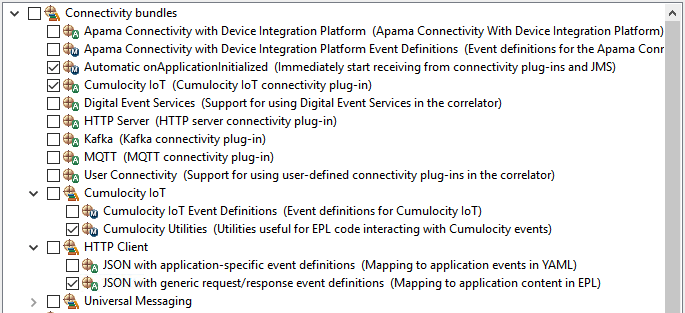 Connectivity bundles
Apama Connectivity with Device Integration Platform (Apama Connectivity With Device Integration Platform)
Apama Connectivity with Device Integration Platform Event Definitions (Event definitions for the Apama Conn
Automatic onApplicationInitialized (Immediately start receiving from connectivity plug-ins and JMS)
Cumulocity IoT (Cumulocity IoT connectivity plug-in)
Digital Event Services (Support for using Digital Event Services in the correlator)
HTTP Server (HTTP server connectivity plug-in)
Kafka (Kafka connectivity plug-in)
MQTT (MQTT connectivity plug-in)
User Connectivity (Support for using user-defined connectivity plug-ins in the correlator)
Cumulocity IoT
Cumulocity IoT Event Definitions (Event definitions for Cumulocity IoT)
Cumulocity Utilities (Utilities useful for EPL code interacting with Cumulocity events)
HTTP Client
JSON with application-specific event definitions (Mapping to application events in YAML)
JSON with generic request/response event definitions (Mapping to application content in EPL)
Universal Messaging